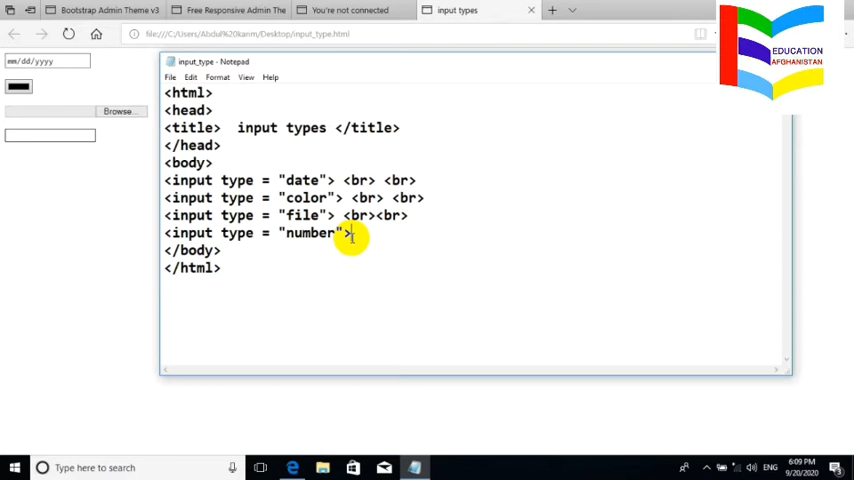 Bootstrap Admin Theme v3
Free Responsive Admin The
You're not connected
input types
file:///C:/Users/Abdul%20karim/Desktop/input_type.html
EDUCATION
AFGHANISTAN
mm/dd/yyyy
Browse...
input_type - Notepad
File Edit Format View Help
<html>
<head>
<title>  input types </title>
</head>
<body>
<input type = "date"> <br> <br>
<input type = "color"> <br> <br>
<input type = "file"> <br><br>
<input type = "number">
</body>
</html>
Type here to search
ENG
6:09 PM
9/20/2020
3